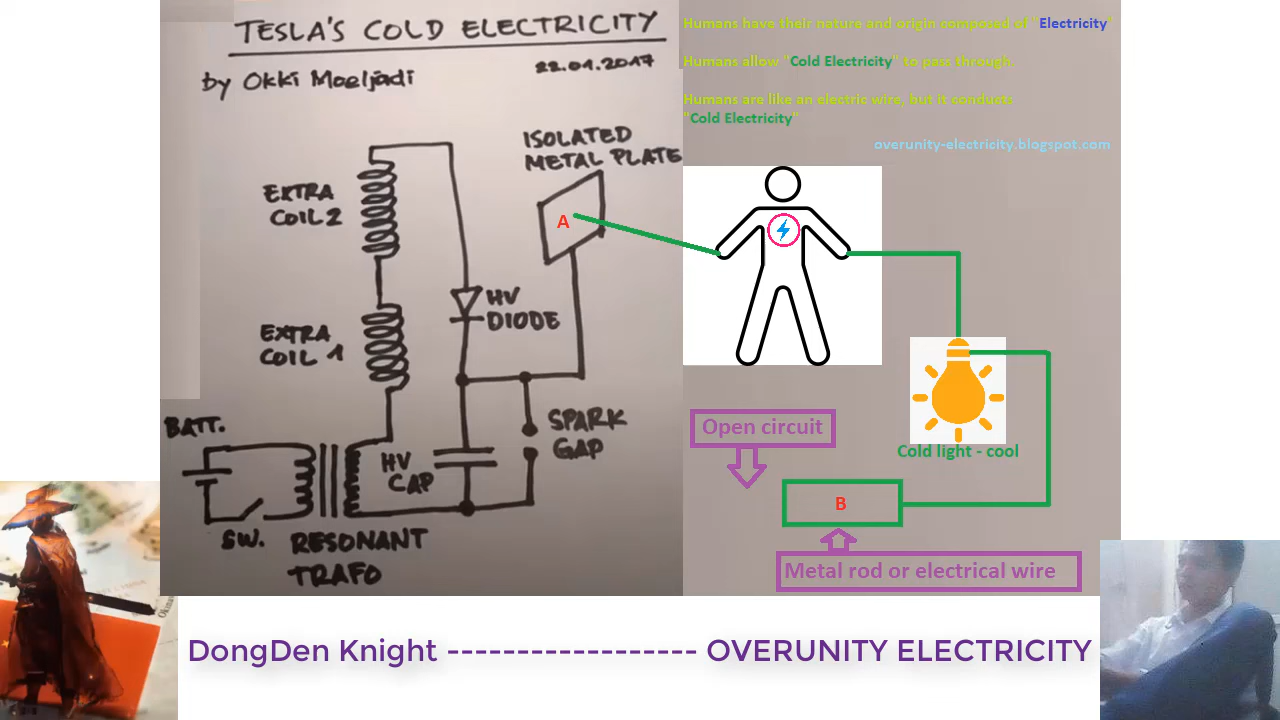 TESLA'S COLD ELECTRICITY
by Okki Moeljadi
22.01.2017
ISOLATED
METAL PLATE
EXTRA
COIL 2
A
HV
DIODE
EXTRA
COIL 1
BATT.
SPARK
GAP
HV
CAP
SW.
RESONANT
TRAFO
Humans have their nature and origin composed of "Electricity"
Humans allow "Cold Electricity" to pass through.
Humans are like an electric wire, but it conducts
"Cold Electricity"
overunity-electricity.blogspot.com
Open circuit
Cold light - cool
B
Metal rod or electrical wire
DongDen Knight ------------------ OVERUNITY ELECTRICITY